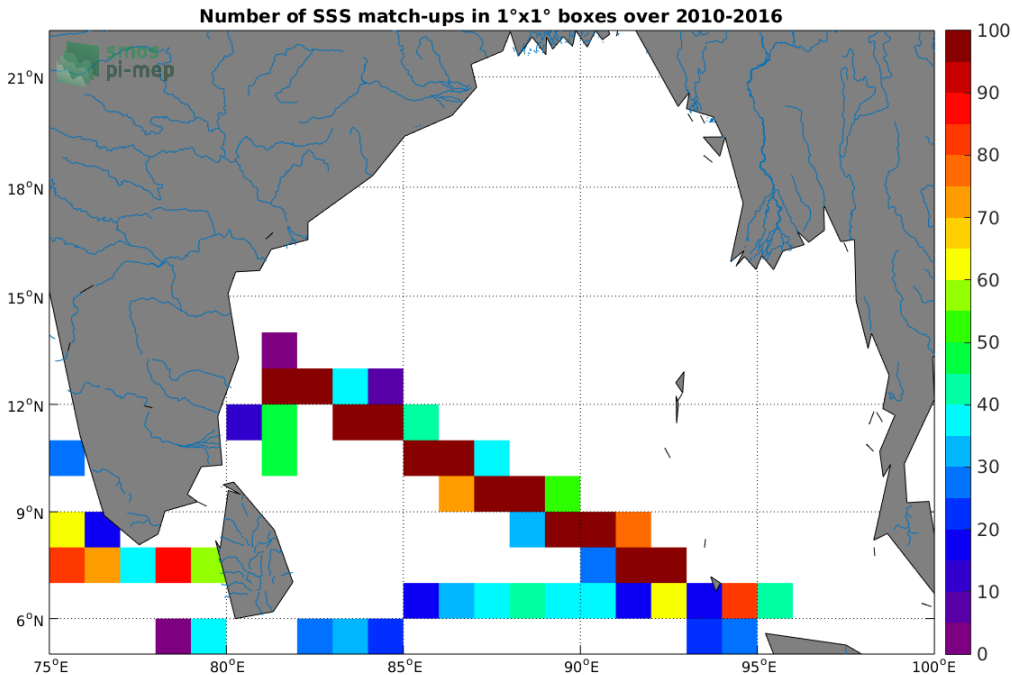 Number of SSS match-ups in 1°x1° boxes over 2010-2016
smos
pi-mep
21°N
18°N
15°N
12°N
9°N
6°N
75°E
80°E
85°E
90°E
95°E
100°E
100
90
80
70
60
50
40
30
20
10
0